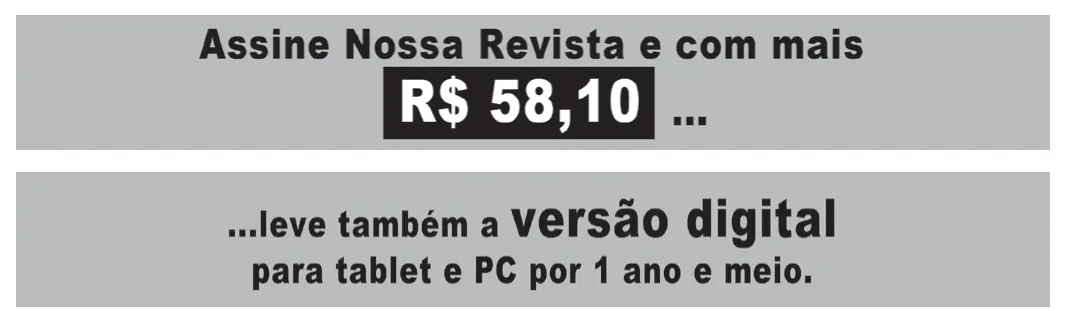 Assine Nossa Revista e com mais
R$ 58,10 ...
...leve também a versão digital
para tablet e PC por 1 ano e meio.